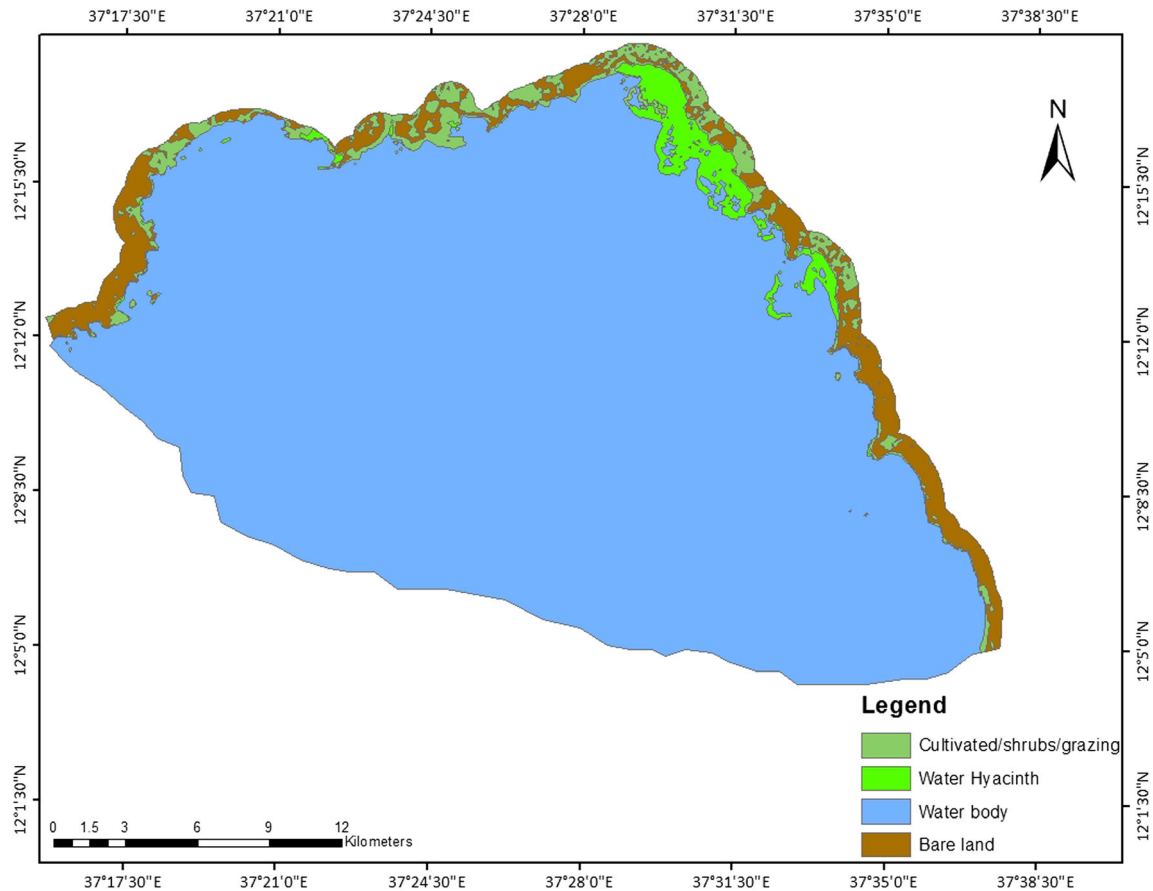 37°17'30"E 37°21'0"E 37°24'30"E 37°28'0"E 37°31'30"E 37°35'0"E 37°38'30"E
N
12°15'30"N 12°15'30"N
12°12'0"N 12°12'0"N
12°8'30"N 12°8'30"N
12°5'0"N 12°5'0"N
Legend
Cultivated/shrubs/grazing
Water Hyacinth
12°1'30"N 12°1'30"N
Water body
0 1.5 3 6 9 12
Kilometers
Bare land
37°17'30"E 37°21'0"E 37°24'30"E 37°28'0"E 37°31'30"E 37°35'0"E 37°38'30"E